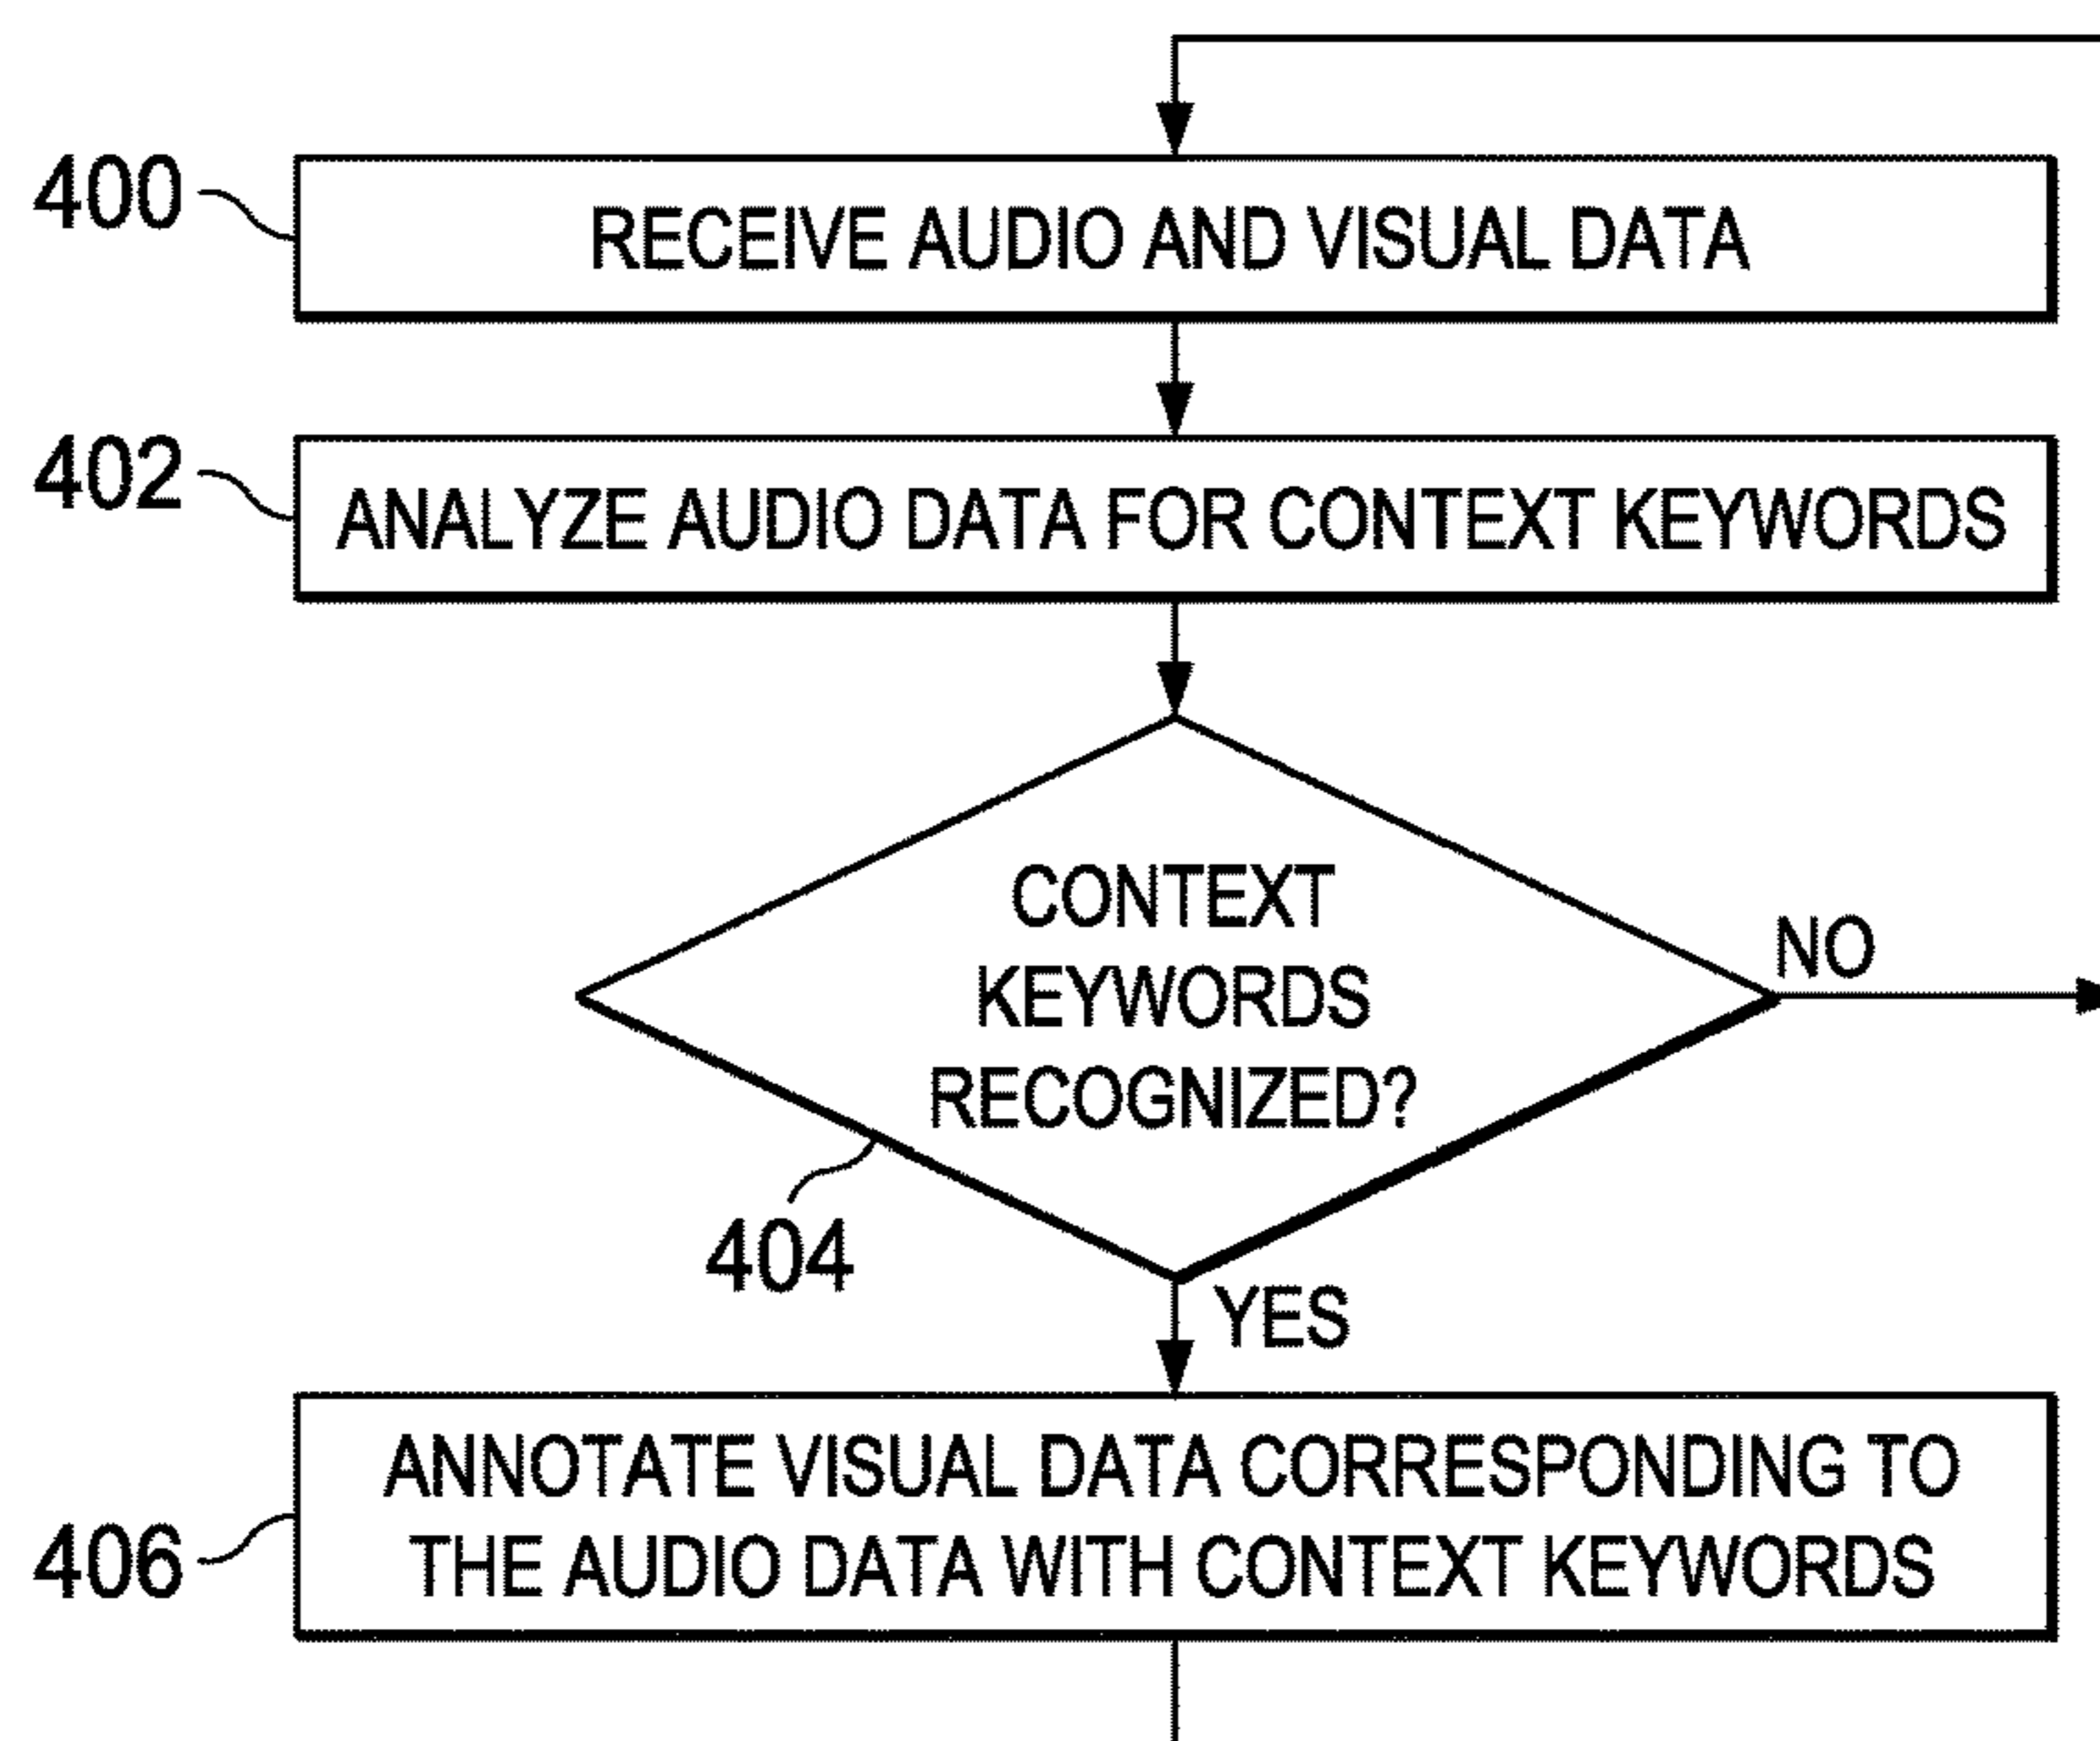 400
RECEIVE AUDIO AND VISUAL DATA
402
ANALYZE AUDIO DATA FOR CONTEXT KEYWORDS
CONTEXT
KEYWORDS
RECOGNIZED?
NO
404
YES
ANNOTATE VISUAL DATA CORRESPONDING TO
THE AUDIO DATA WITH CONTEXT KEYWORDS
406